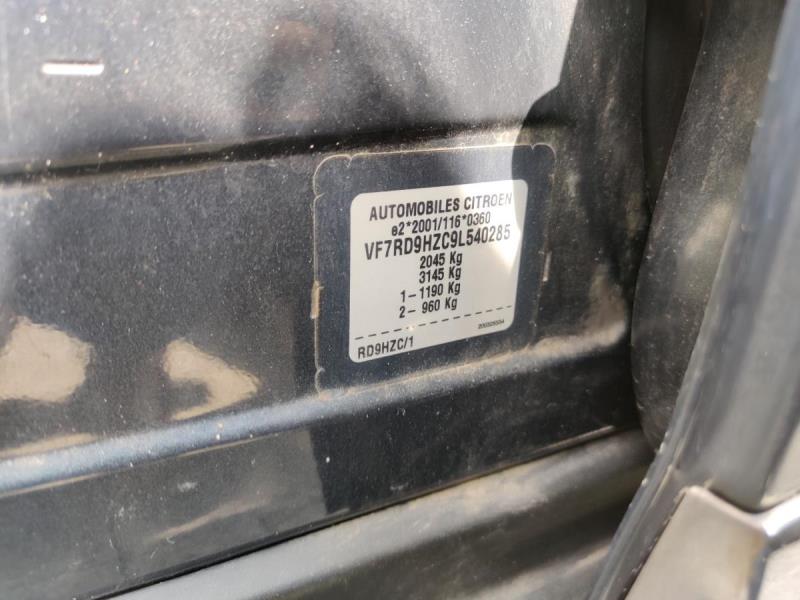 AUTOMOBILES CITROEN
e2*2001/116*0360
VF7RD9HZC9L540285
2045 Kg
3145 Kg
1- 1190 Kg
2- 960 Kg
RD9HZC/1